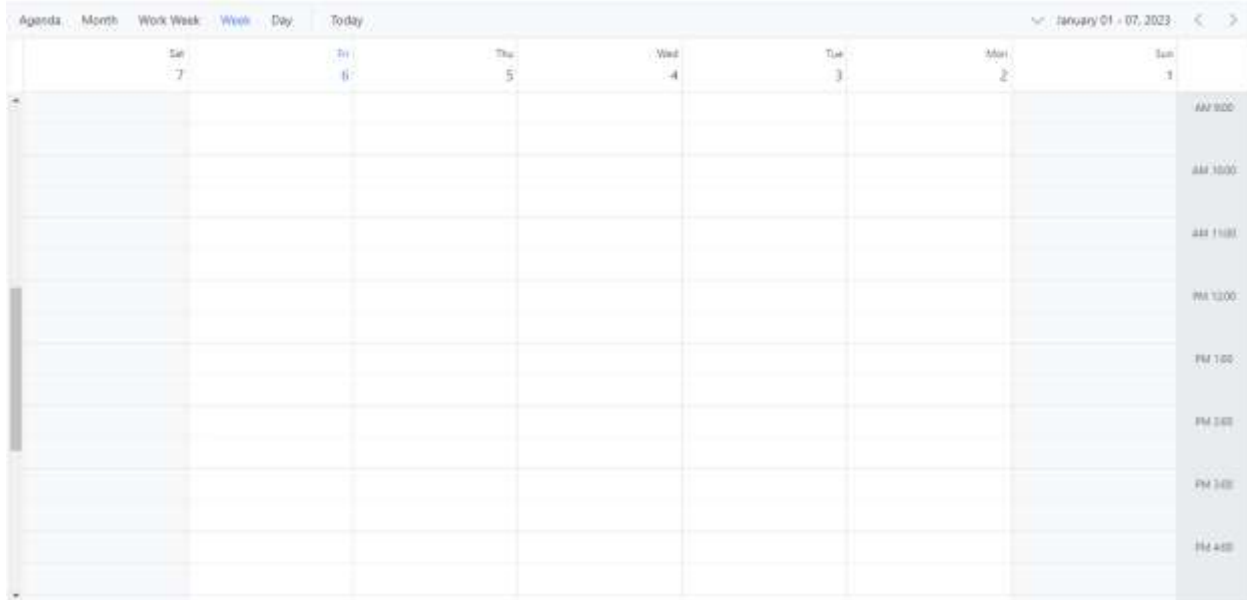 Agenda Month Work Week Week Day Today January 01 - 07, 2023
Sat Fri Thu Wed Tue Mon Sun
7 6 5 4 3 2 1
AM 9:00
AM 10:00
AM 11:00
PM 12:00
PM 1:00
PM 2:00
PM 3:00
PM 4:00